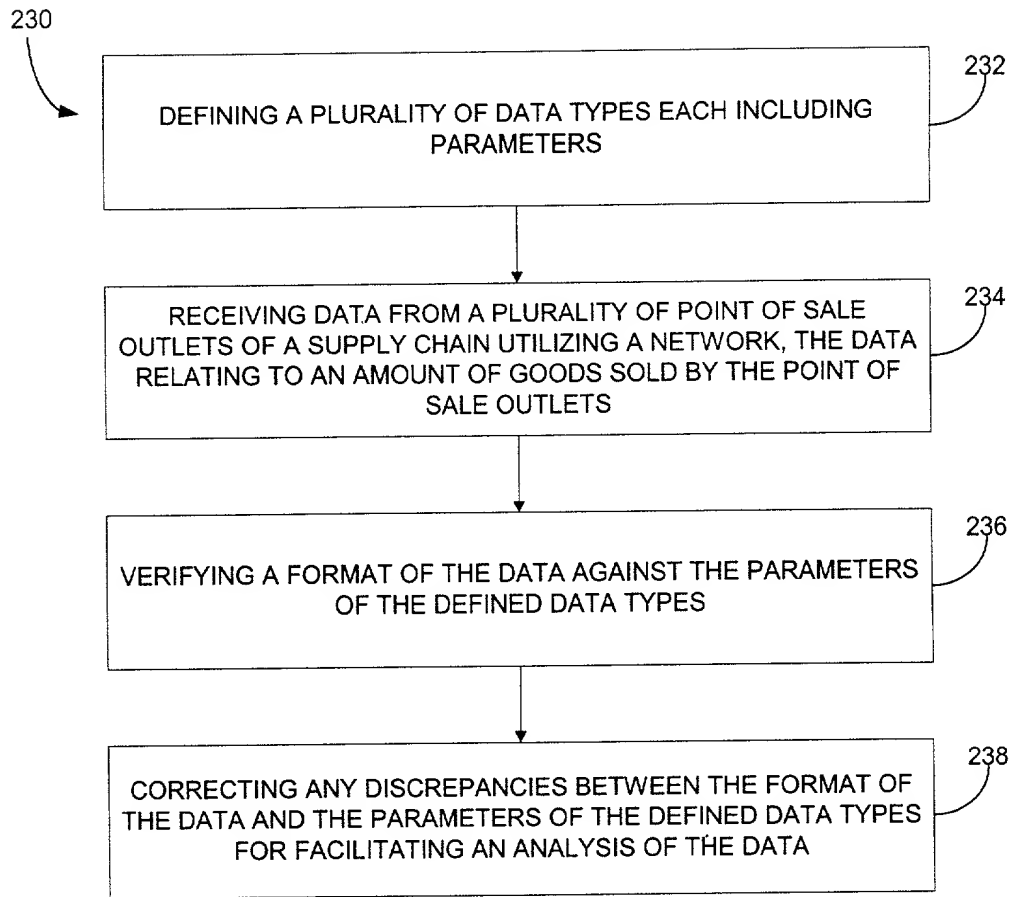 230
232
DEFINING A PLURALITY OF DATA TYPES EACH INCLUDING
PARAMETERS
234
RECEIVING DATA FROM A PLURALITY OF POINT OF SALE
OUTLETS OF A SUPPLY CHAIN UTILIZING A NETWORK, THE DATA
RELATING TO AN AMOUNT OF GOODS SOLD BY THE POINT OF
SALE OUTLETS
236
VERIFYING A FORMAT OF THE DATA AGAINST THE PARAMETERS
OF THE DEFINED DATA TYPES
238
CORRECTING ANY DISCREPANCIES BETWEEN THE FORMAT OF
THE DATA AND THE PARAMETERS OF THE DEFINED DATA TYPES
FOR FACILITATING AN ANALYSIS OF THE DATA